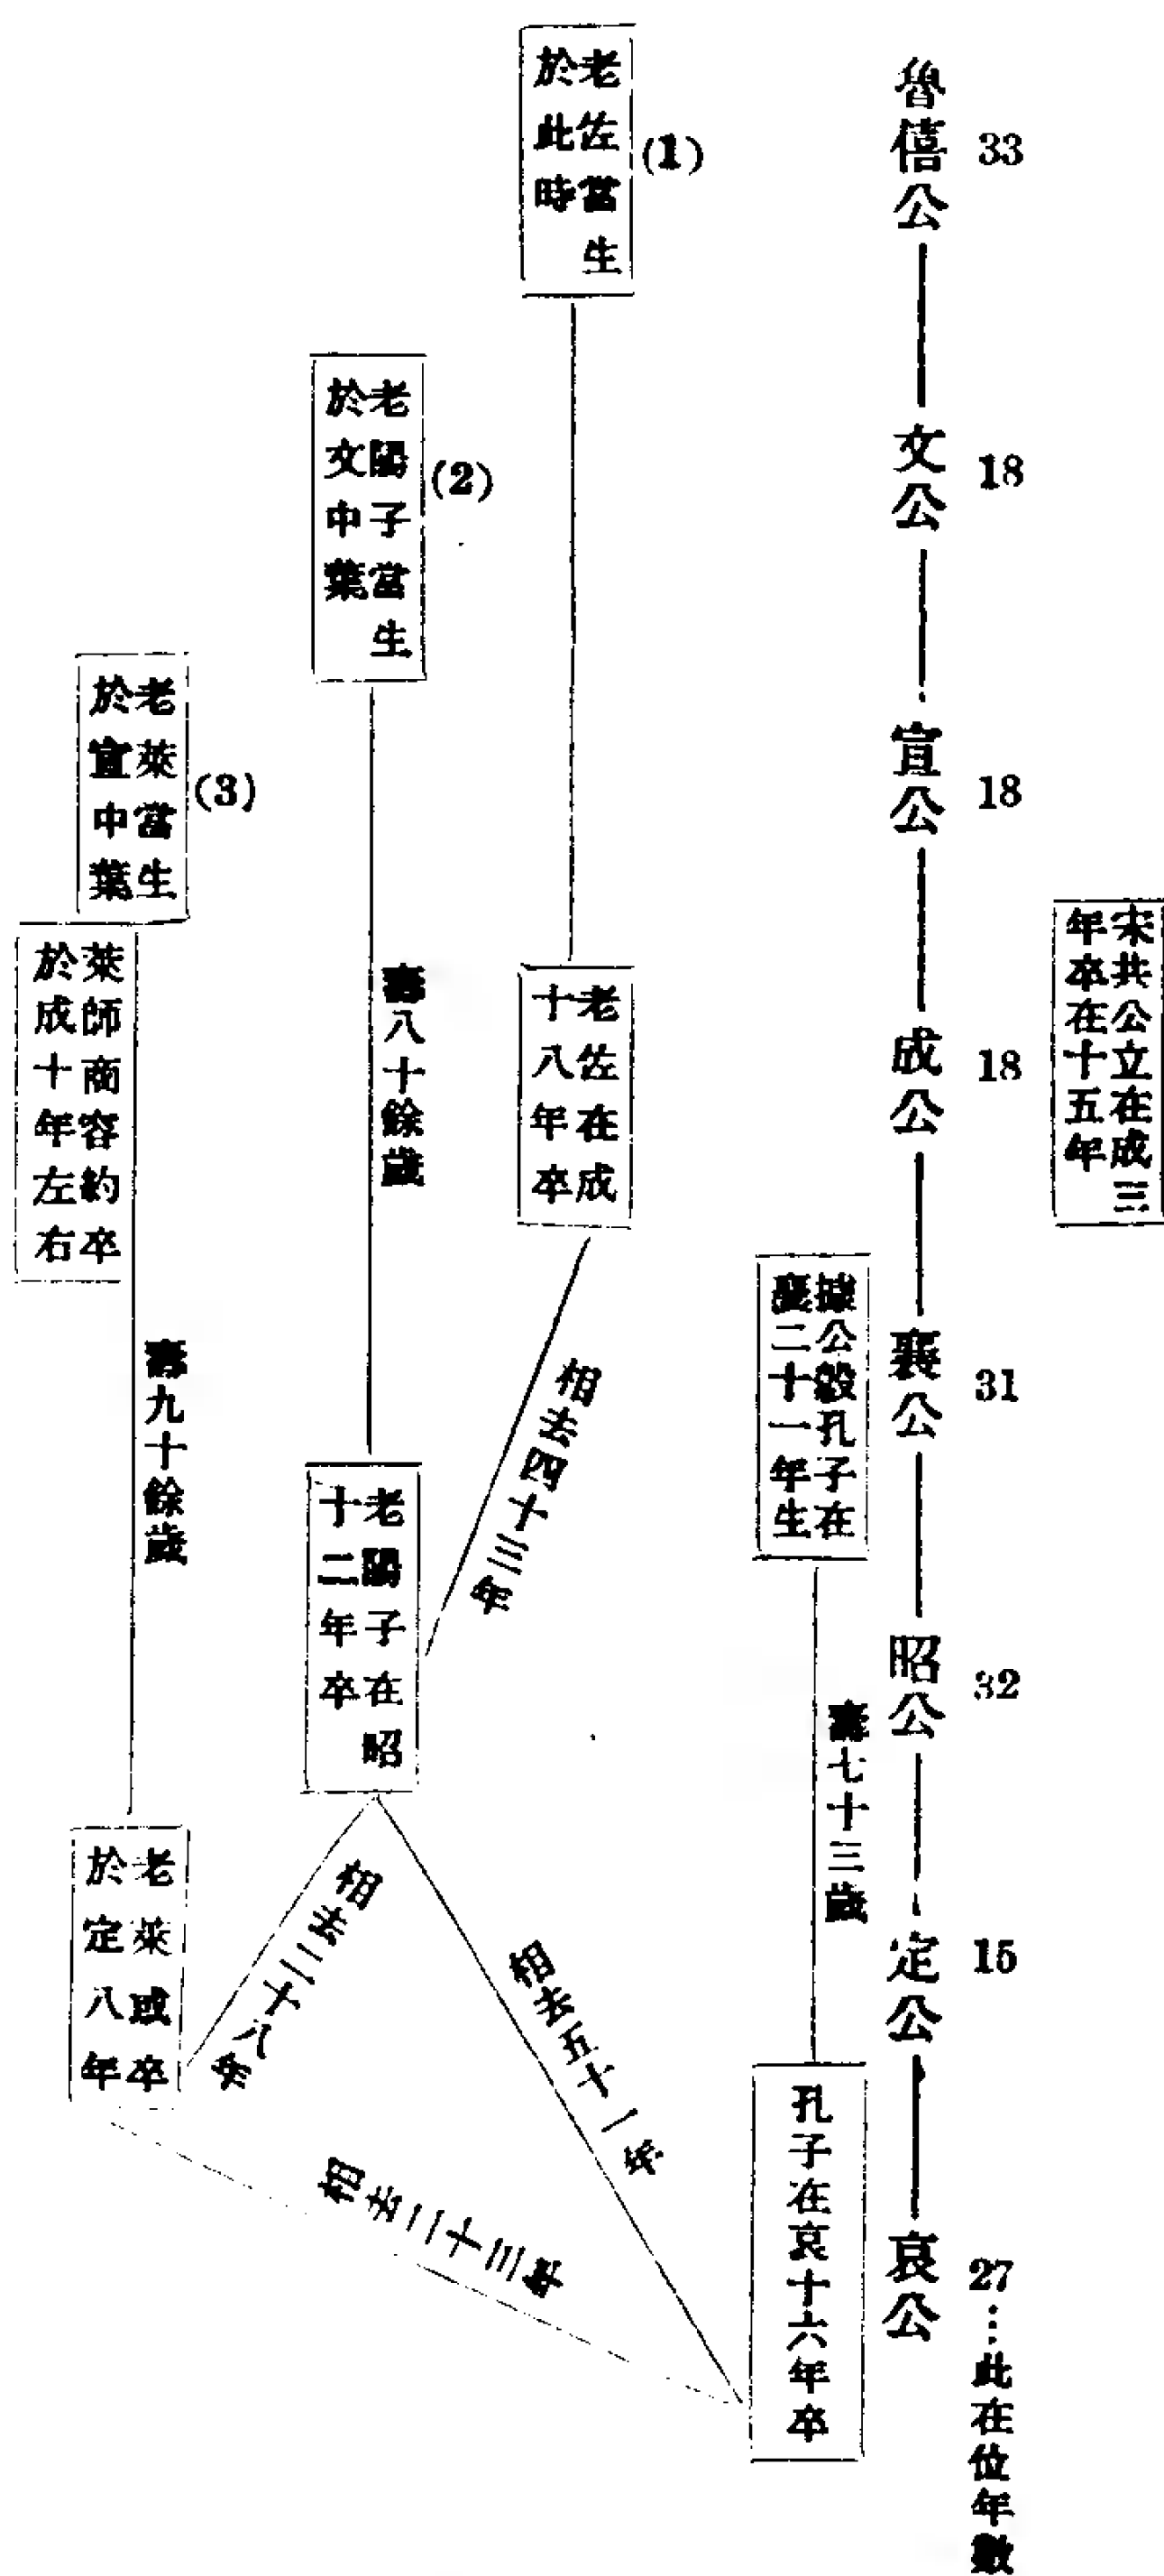 宋共公立在成三
年卒在十五年
魯僖公
33
文公
18
宣公
18
成公
18
襄公
31
昭公
32
定公
15
哀公
27…此在位年數
據公穀孔子在
襄二十一年生
壽七十三歲
孔子在哀十六年卒
(1)
老佐當生
於此時
老佐在成
十八年卒
相去四十三年
(2)
老陽子當生
於文中葉
壽八十餘歲
老陽子在昭
十二年卒
相去五十一年
相去二十八年
(3)
老萊當生
於宣中葉
萊師商容約卒
於成十年左右
壽九十餘歲
老萊或卒
於定八年
相去二十三年